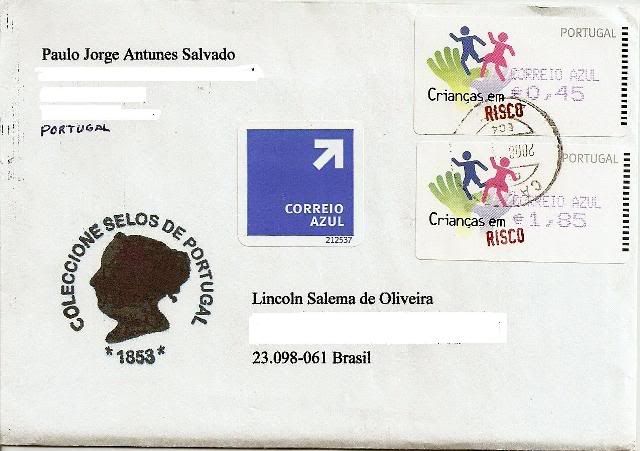 Paulo Jorge Antunes Salvado
PORTUGAL
PORTUGAL
CORREIO AZUL
Crianças em €0,45
RISCO
2008
PORTUGAL
CORREIO AZUL
Crianças em €1,85
RISCO
CORREIO
AZUL
212537
COLECCIONE SELOS DE PORTUGAL
*1853*
Lincoln Salema de Oliveira
23.098-061 Brasil